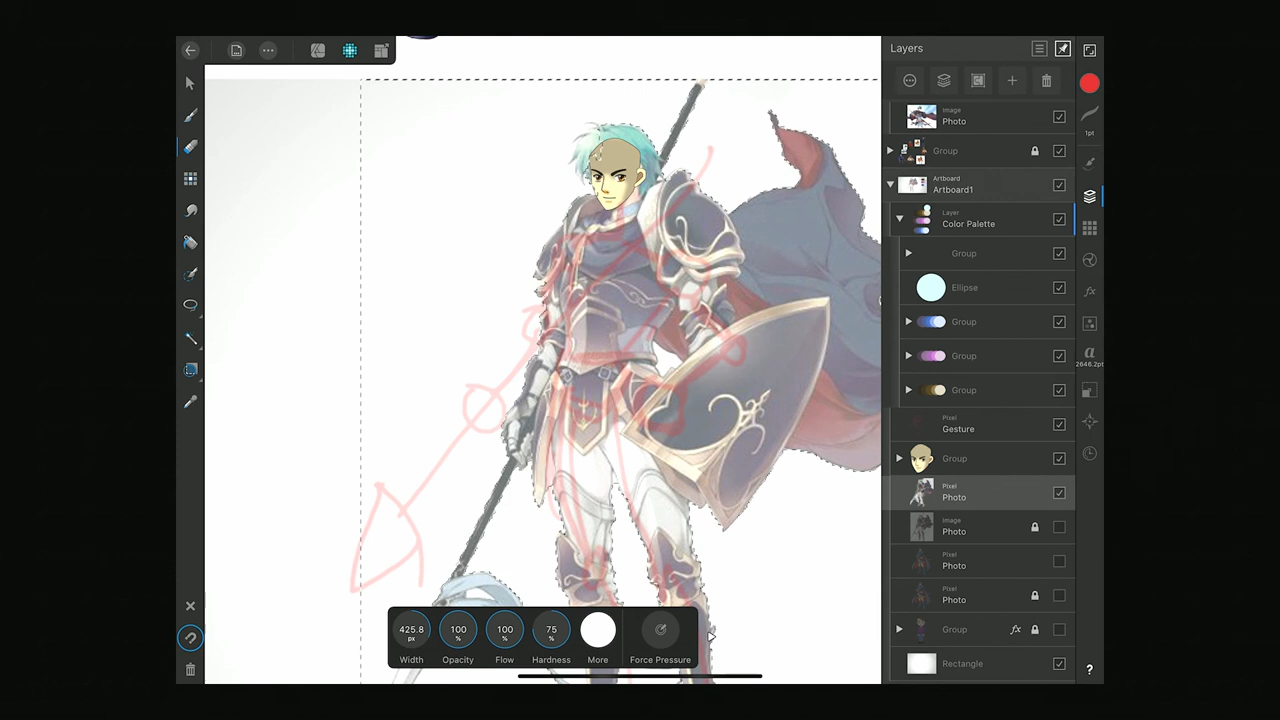 Layers
Image
Photo
Group
Artboard
Artboard1
Layer
Color Palette
Group
Ellipse
Group
Group
Group
Pixel
Gesture
Group
Pixel
Photo
Image
Photo
Pixel
Photo
Pixel
Photo
Group fx
Rectangle
1pt
fx
a
2646.2pt
?
425.8 px
100 %
100 %
75 %
Width Opacity Flow Hardness More Force Pressure